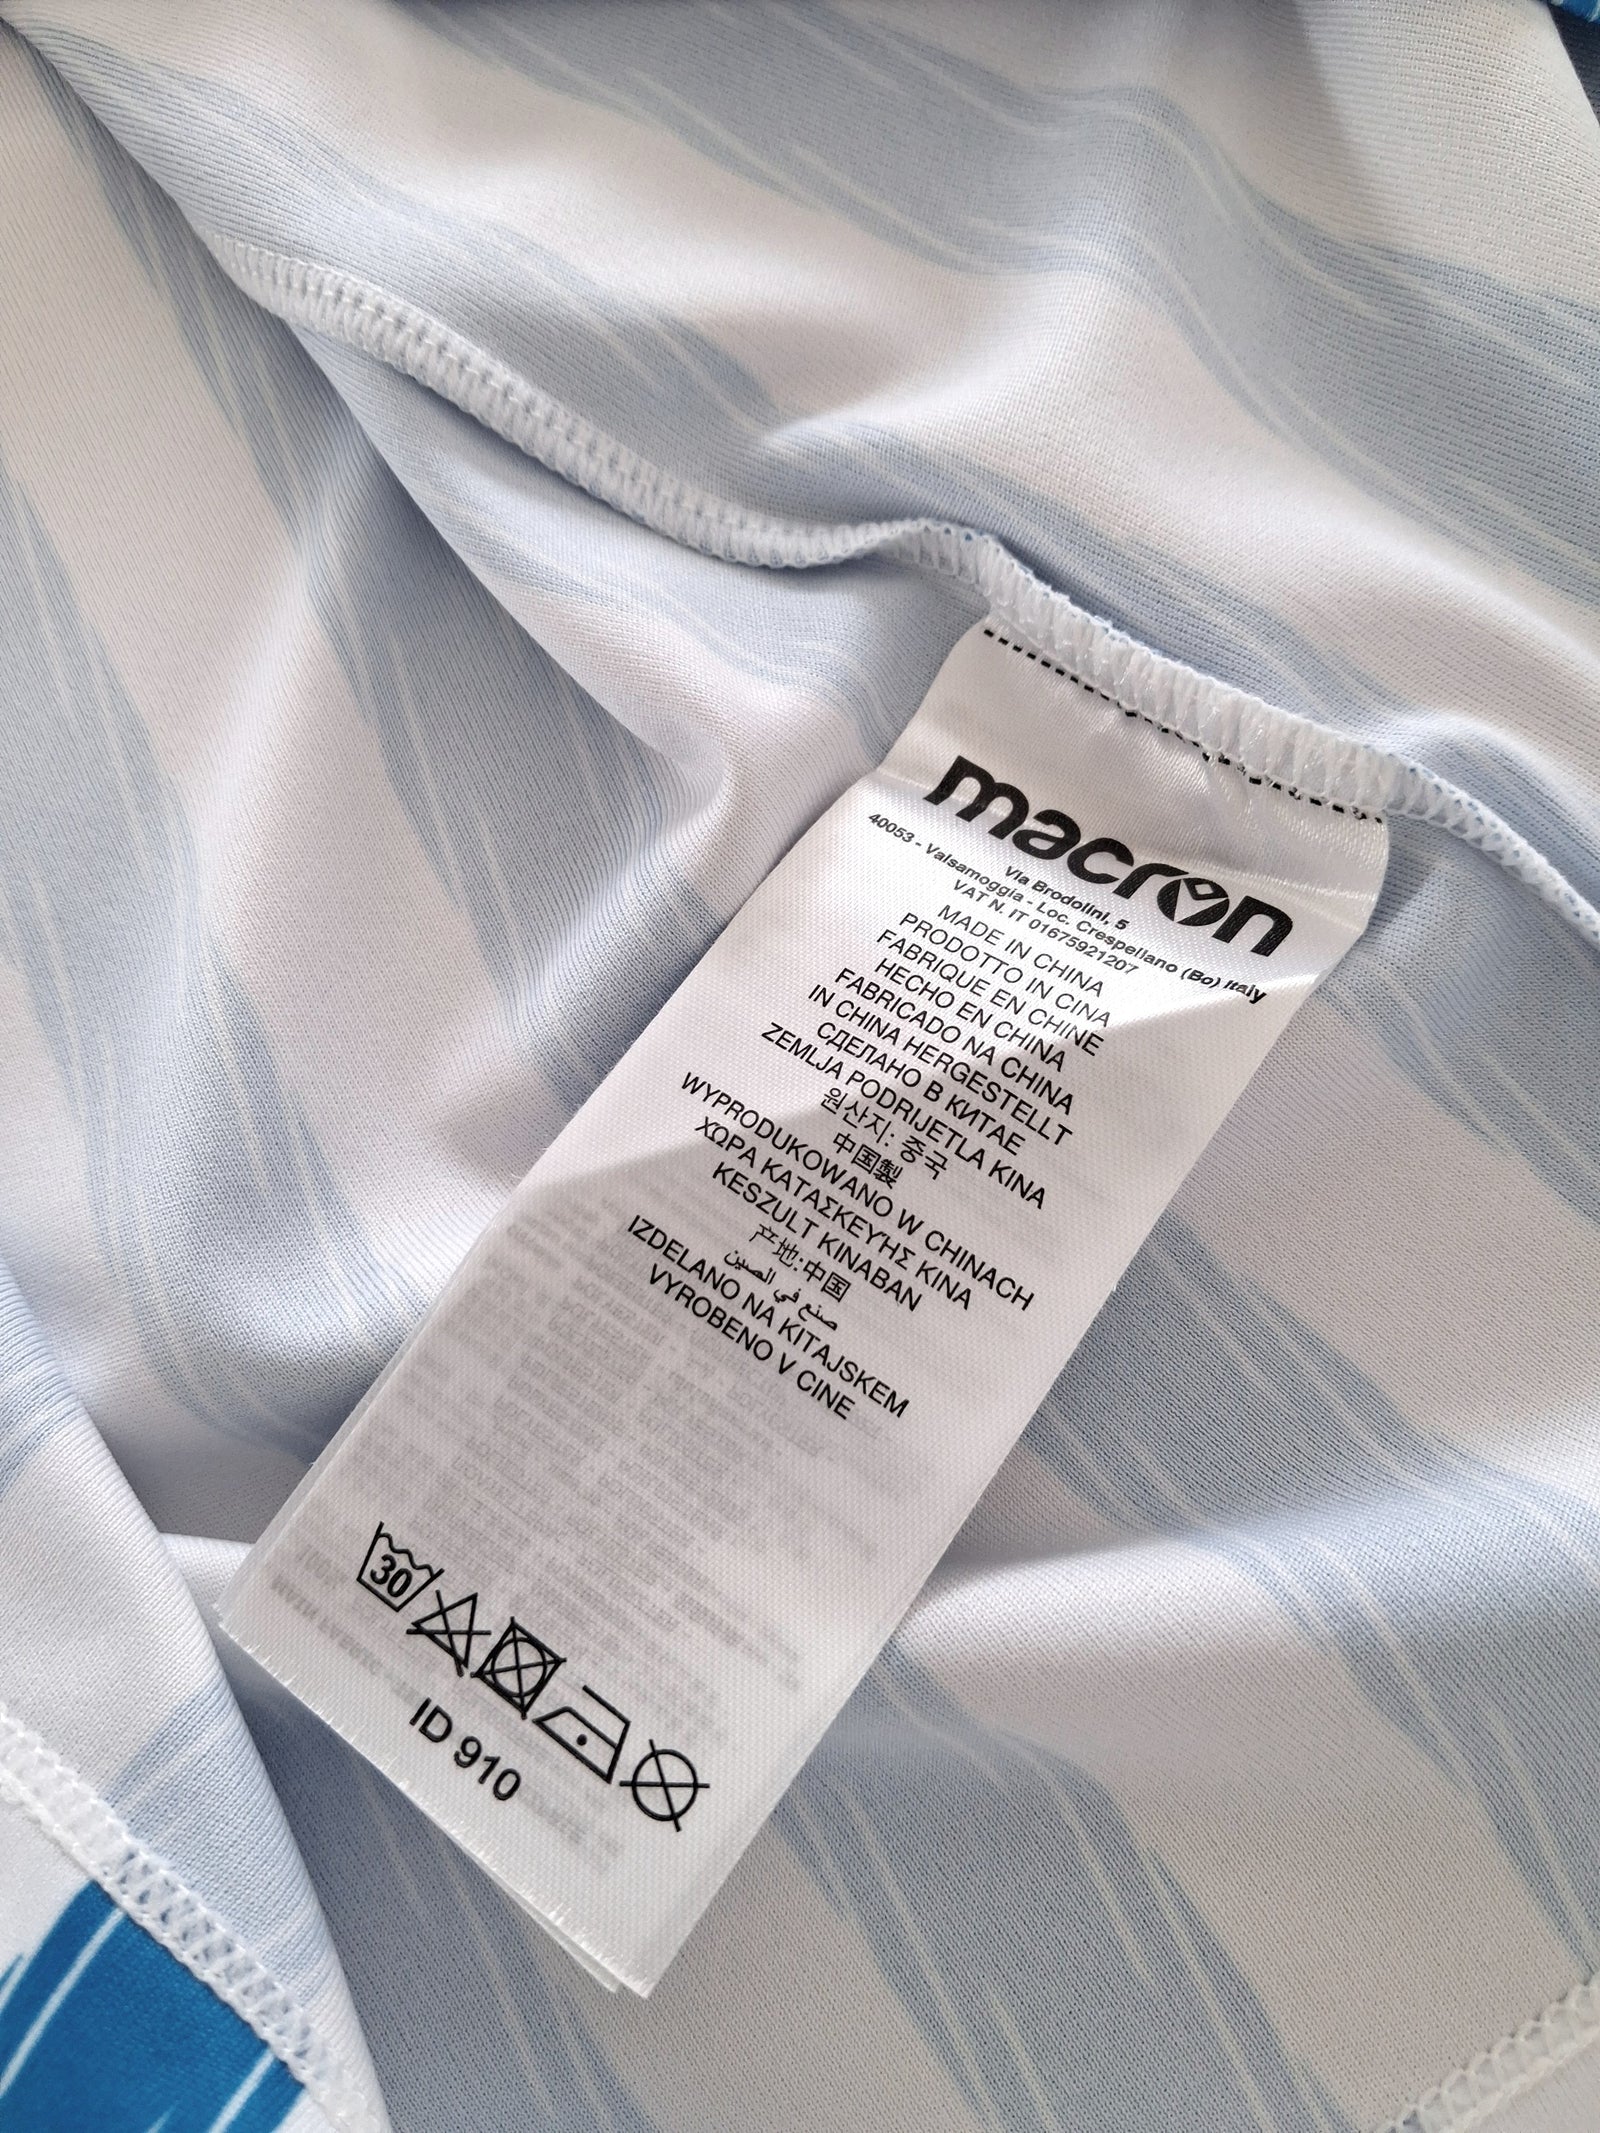 macron
Via Brodolini, 5
40053 - Valsamoggia - Loc. Crespellano (Bo) Italy
VAT N. IT 01675921207
MADE IN CHINA
PRODOTTO IN CINA
FABRIQUE EN CHINE
HECHO EN CHINA
FABRICADO NA CHINA
IN CHINA HERGESTELLT
СДЕЛАНО В КИТАЕ
ZEMLJA PODRIJETLA KINA
원산지: 중국
中国製
WYPRODUKOWANO W CHINACH
ΧΩΡΑ ΚΑΤΑΣΚΕΥΗΣ ΚΙΝΑ
KESZULT KINABAN
产地:中国
صنع في الصين
IZDELANO NA KITAJSKEM
VYROBENO V CINE
30
ID 910